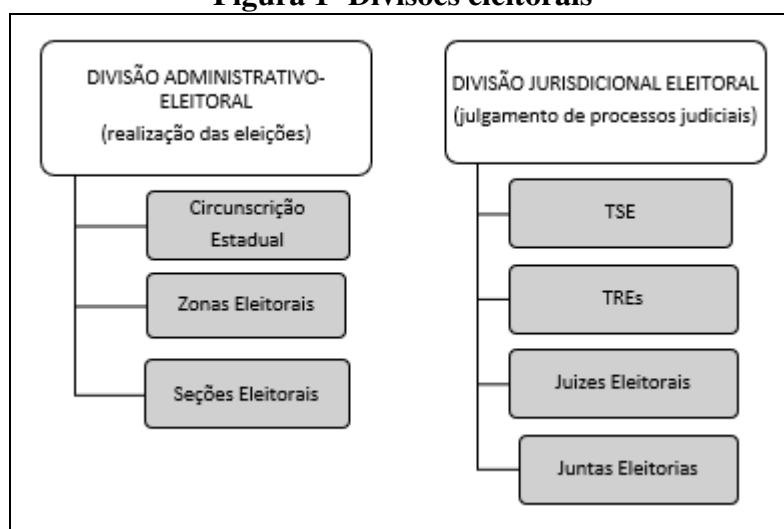 Figura 1- Divisões eleitorais
DIVISÃO ADMINISTRATIVO-
ELEITORAL
(realização das eleições)
Circunscrição
Estadual
Zonas Eleitorais
Seções Eleitorais
DIVISÃO JURISDICIONAL ELEITORAL
(julgamento de processos judiciais)
TSE
TREs
Juizes Eleitorais
Juntas Eleitorias